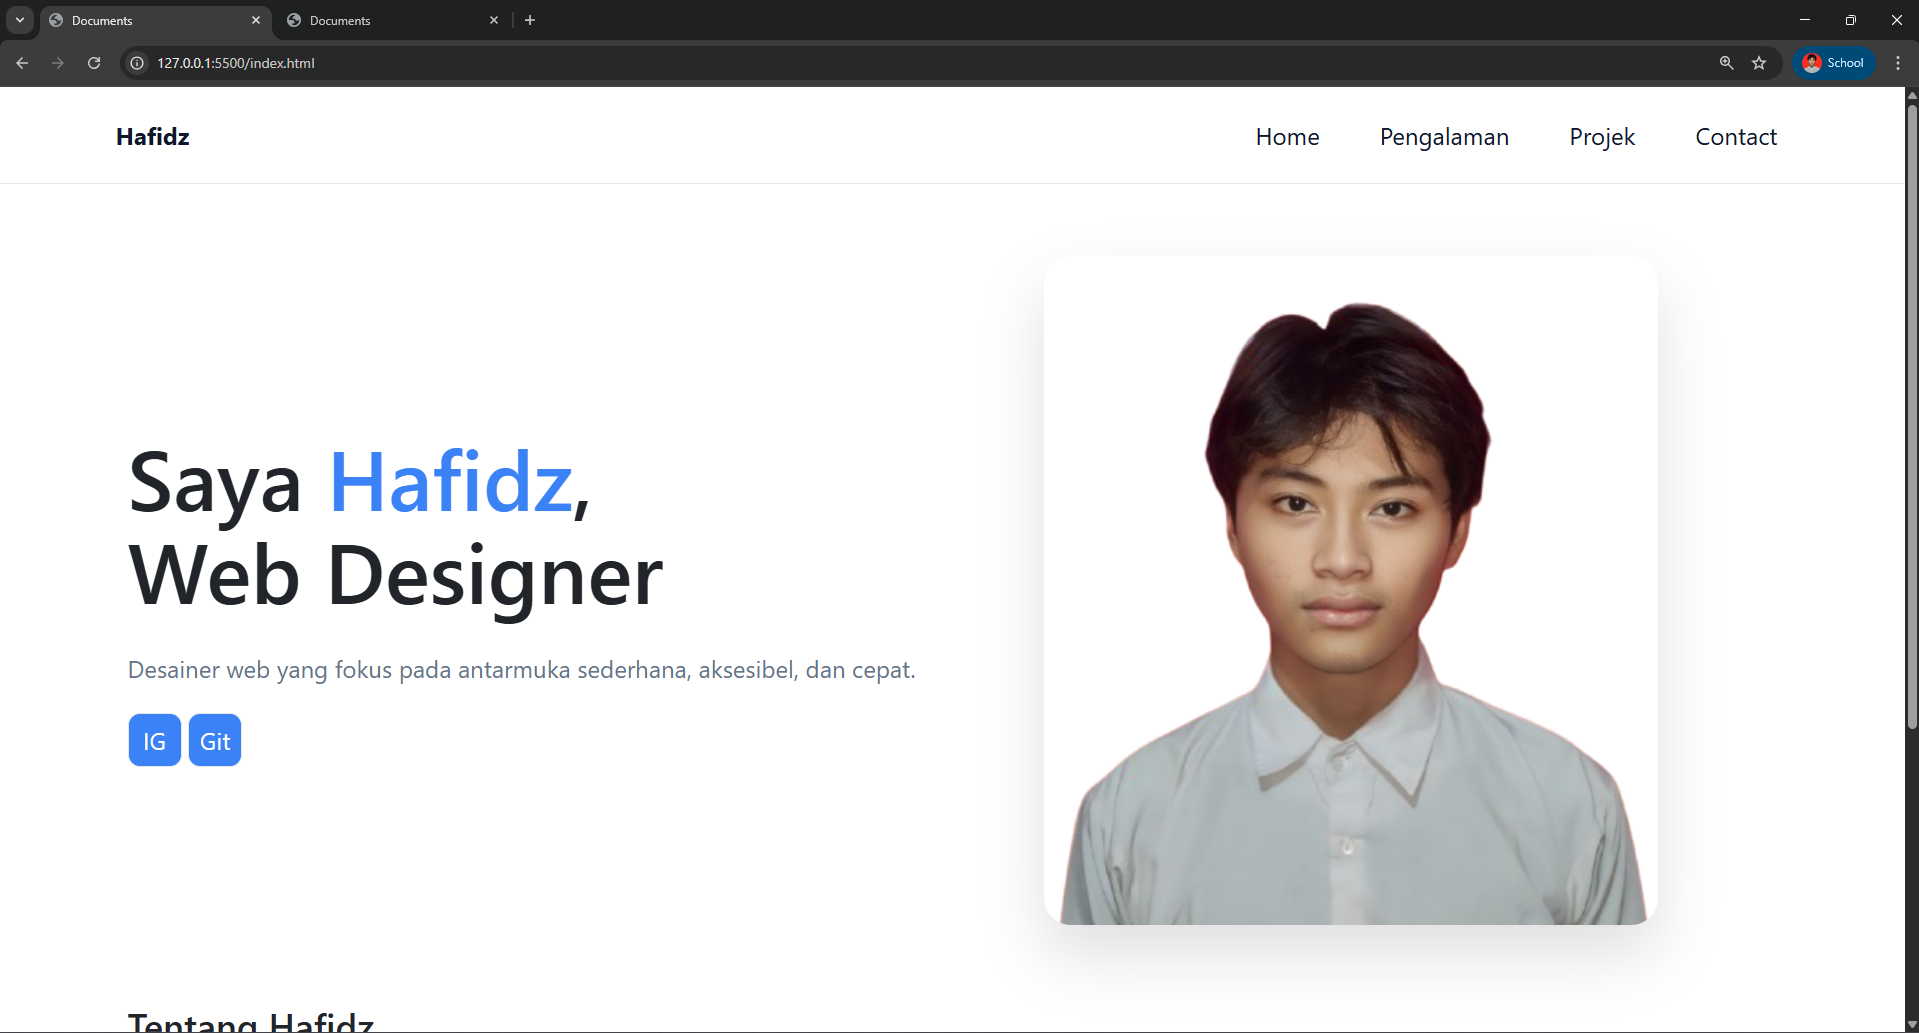 Documents
Documents
127.0.0.1:5500/index.html
School
Hafidz
Home
Pengalaman
Projek
Contact
Saya Hafidz,
Web Designer
Desainer web yang fokus pada antarmuka sederhana, aksesibel, dan cepat.
IG
Git
Tentang Hafidz